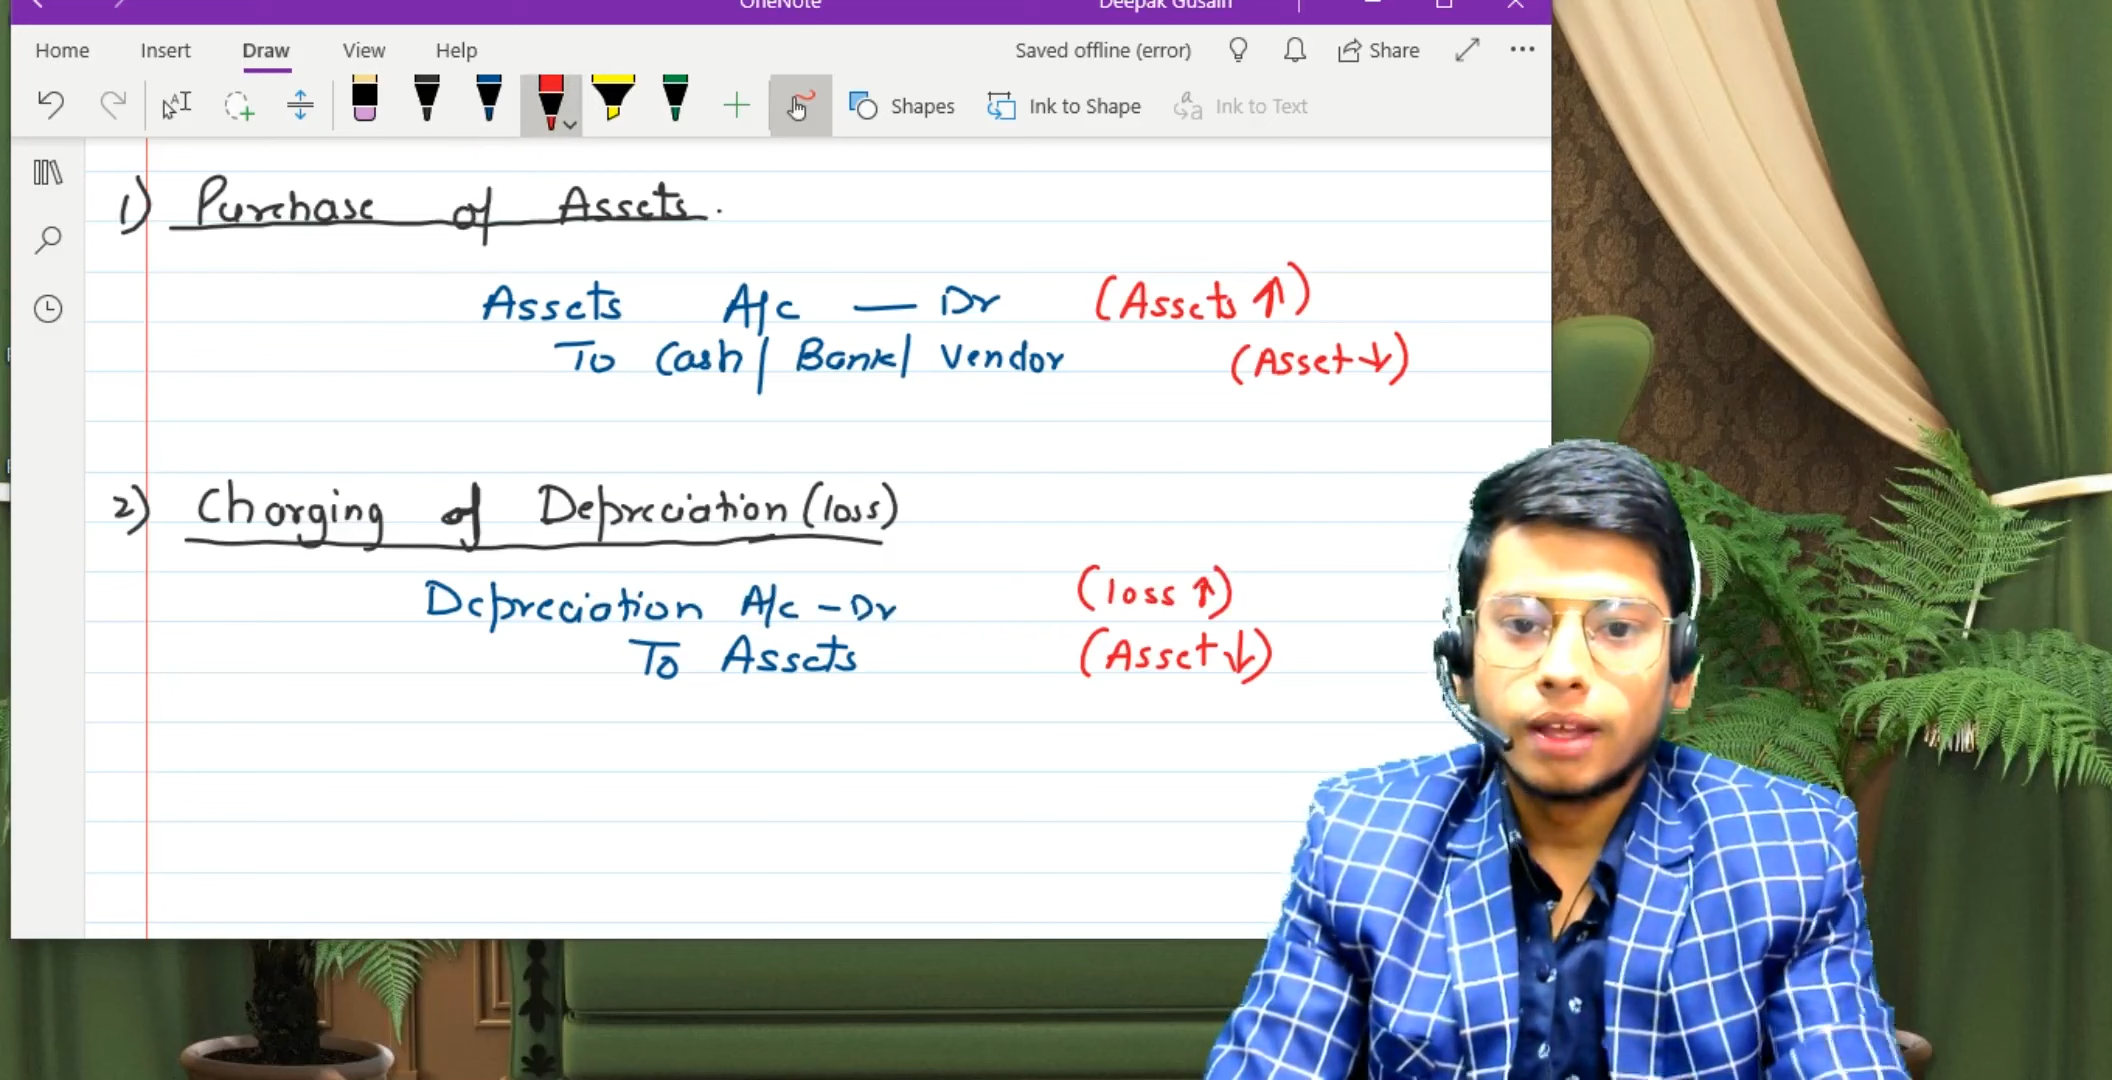 OneNote
Deepak Gusain
Home Insert Draw View Help
Saved offline (error) Share
Shapes Ink to Shape Ink to Text
1) Purchase of Assets.
Assets A/c — Dr (Assets ↑)
To Cash/ Bank/ Vendor (Asset ↓)
2) Charging of Depreciation (loss)
Depreciation A/c - Dr (loss ↑)
To Assets (Asset ↓)